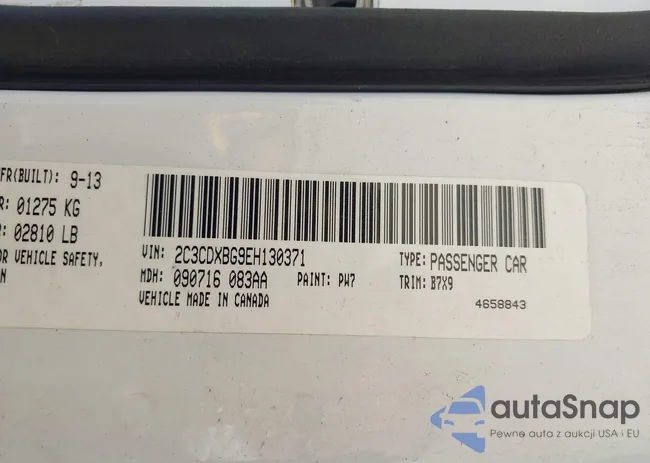 FR(BUILT): 9-13
R: 01275 KG
: 02810 LB
OR VEHICLE SAFETY,
N
VIN: 2C3CDXBG9EH130371 TYPE: PASSENGER CAR
MDH: 090716 083AA PAINT: PW7 TRIM: B7X9
VEHICLE MADE IN CANADA 4658843
autaSnap
Pewne auta z aukcji USA i EU